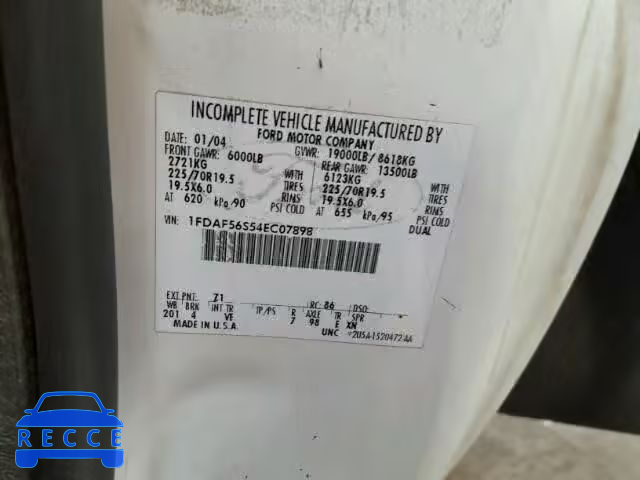 INCOMPLETE VEHICLE MANUFACTURED BY
FORD MOTOR COMPANY
DATE: 01/04 GVWR: 19000LB/ 8618KG
FRONT GAWR: 6000LB REAR GAWR: 13500LB
2721KG WITH 6123KG WITH
225/70R19.5 TIRES 225/70R19.5 TIRES
19.5X6.0 RIMS 19.5X6.0 RIMS
AT 620 kPa/90 PSI COLD AT 655 kPa/95 PSI COLD
DUAL
VIN: 1FDAF56S54EC07898
EXT PNT: Z1 RC: 86 DSO:
WB BRK INT TR TP/PS R AXLE TR SPR
201 4 VE 7 98 E XN
MADE IN U.S.A. UNC
RECCE